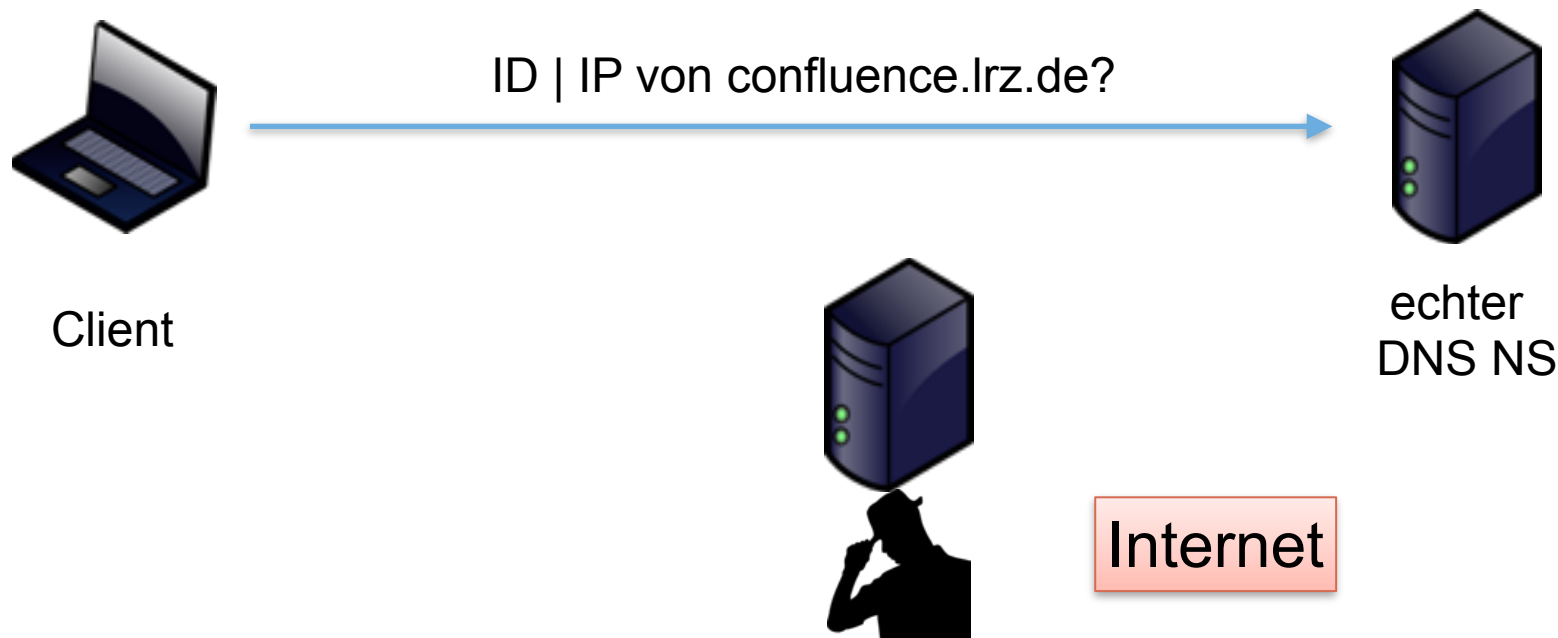 ID | IP von confluence.lrz.de?
Client
echter
DNS NS
Internet